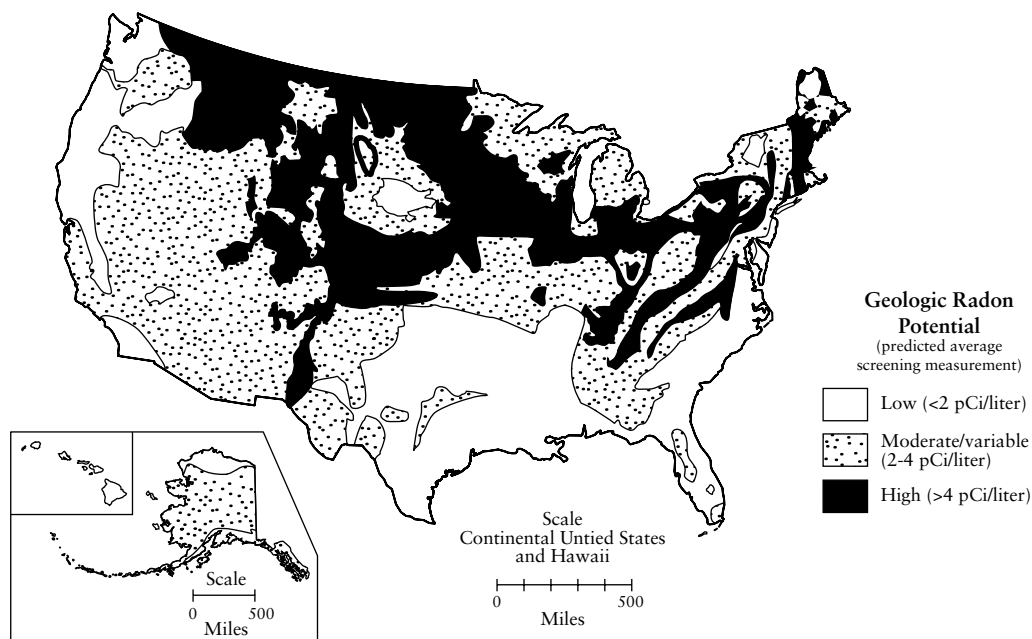 Geologic Radon
Potential
(predicted average
screening measurement)
Low (<2 pCi/liter)
Moderate/variable
(2-4 pCi/liter)
High (>4 pCi/liter)
Scale
Continental Untied States
and Hawaii
0 500
Miles
Scale
0 500
Miles